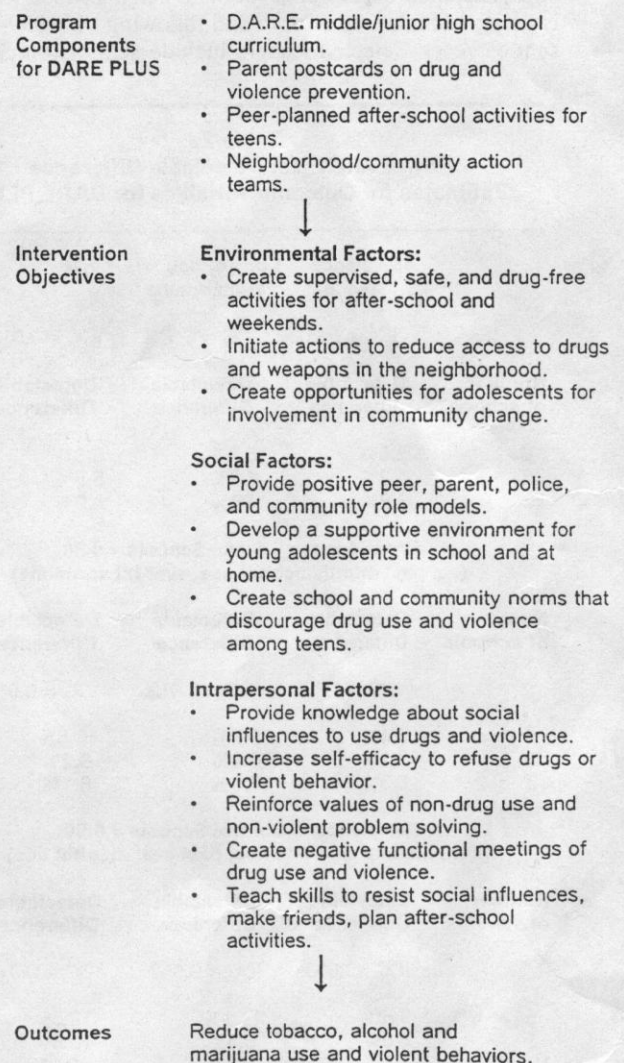 Program • D.A.R.E. middle/junior high school
Components curriculum.
for DARE PLUS • Parent postcards on drug and
violence prevention.
• Peer-planned after-school activities for
teens.
• Neighborhood/community action
teams.
Intervention Environmental Factors:
Objectives • Create supervised, safe, and drug-free
activities for after-school and
weekends.
• Initiate actions to reduce access to drugs
and weapons in the neighborhood.
• Create opportunities for adolescents for
involvement in community change.
Social Factors:
• Provide positive peer, parent, police,
and community role models.
• Develop a supportive environment for
young adolescents in school and at
home.
• Create school and community norms that
discourage drug use and violence
among teens.
Intrapersonal Factors:
• Provide knowledge about social
influences to use drugs and violence.
• Increase self-efficacy to refuse drugs or
violent behavior.
• Reinforce values of non-drug use and
non-violent problem solving.
• Create negative functional meetings of
drug use and violence.
• Teach skills to resist social influences,
make friends, plan after-school
activities.
Outcomes Reduce tobacco, alcohol and
marijuana use and violent behaviors.